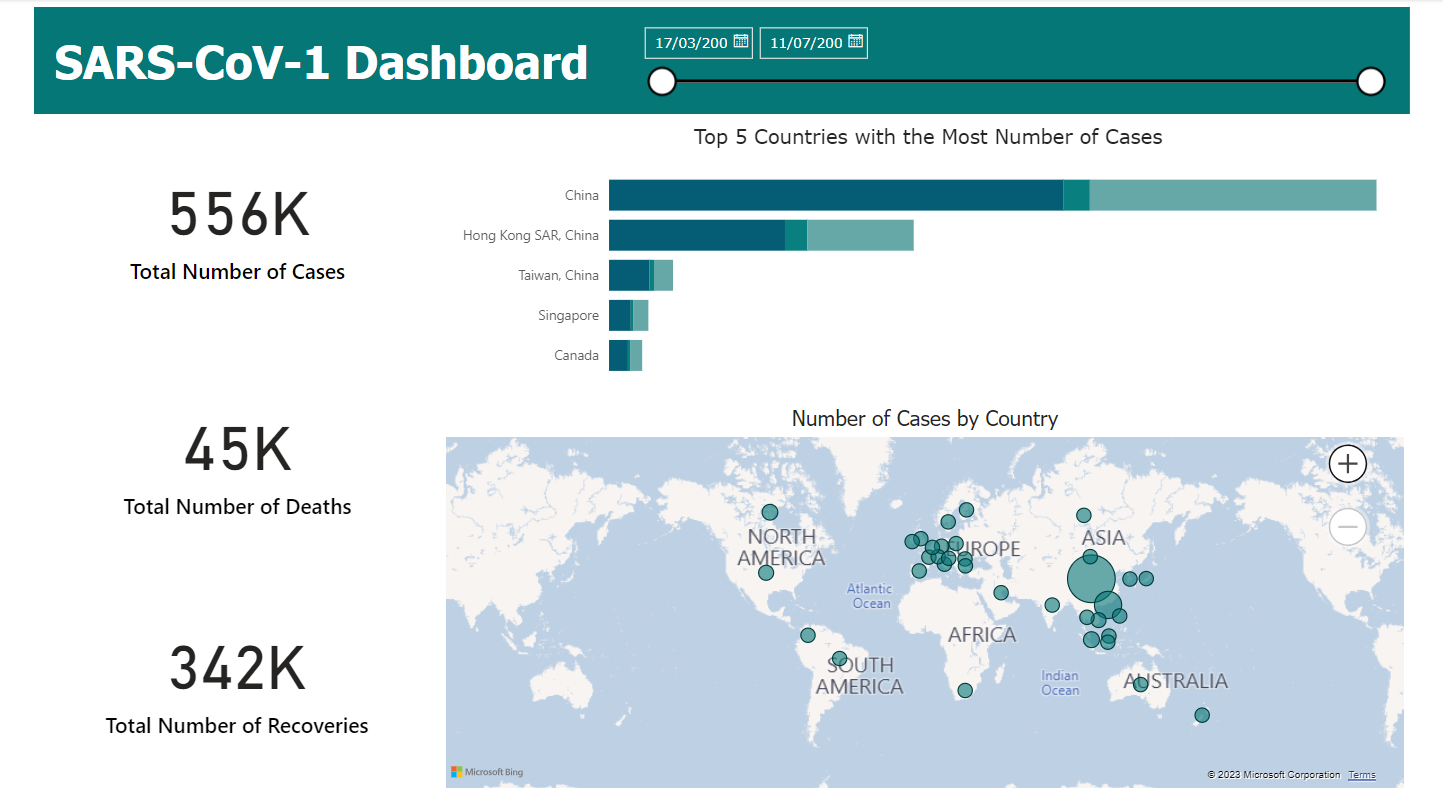 SARS-CoV-1 Dashboard
17/03/200
11/07/200
Top 5 Countries with the Most Number of Cases
556K
Total Number of Cases
China
Hong Kong SAR, China
Taiwan, China
Singapore
Canada
45K
Total Number of Deaths
342K
Total Number of Recoveries
Number of Cases by Country
NORTH
AMERICA
UROPE
ASIA
Atlantic
Ocean
AFRICA
SOUTH
AMERICA
Indian
Ocean
AUSTRALIA
Microsoft Bing
© 2023 Microsoft Corporation Terms